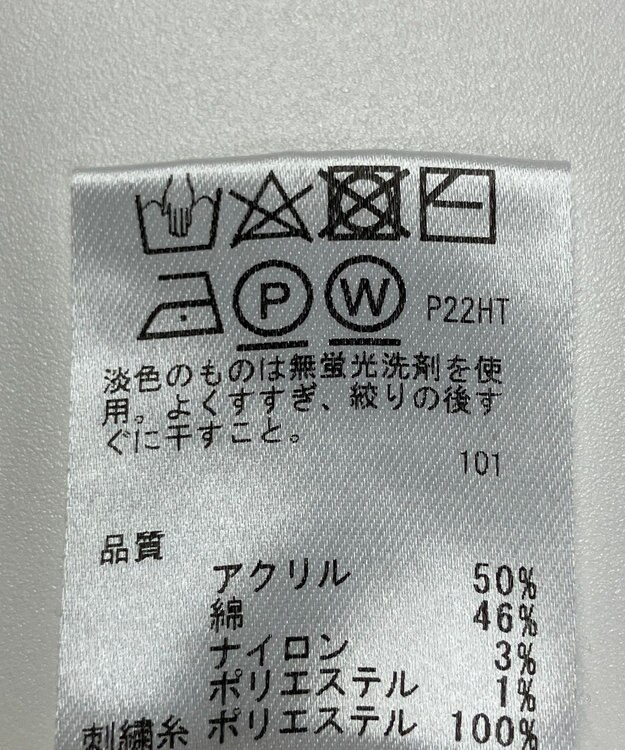 P W P22HT
淡色のものは無蛍光洗剤を使
用。よくすすぎ、絞りの後す
ぐに干すこと。
101
品質
アクリル 50%
綿 46%
ナイロン 3%
ポリエステル 1%
刺繍糸 ポリエステル 100%